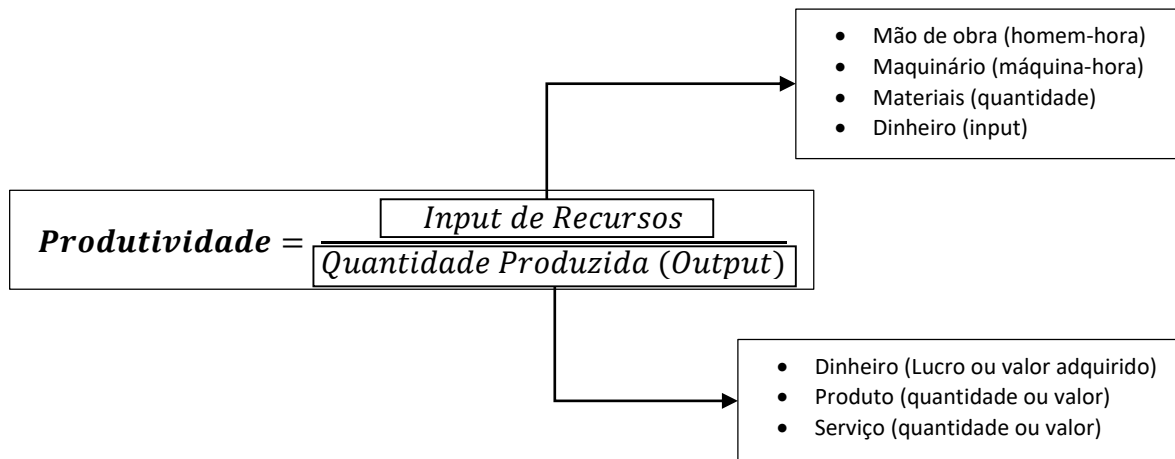 • Mão de obra (homem-hora)
• Maquinário (máquina-hora)
• Materiais (quantidade)
• Dinheiro (input)
Produtividade = Input de Recursos
Quantidade Produzida (Output)
• Dinheiro (Lucro ou valor adquirido)
• Produto (quantidade ou valor)
• Serviço (quantidade ou valor)